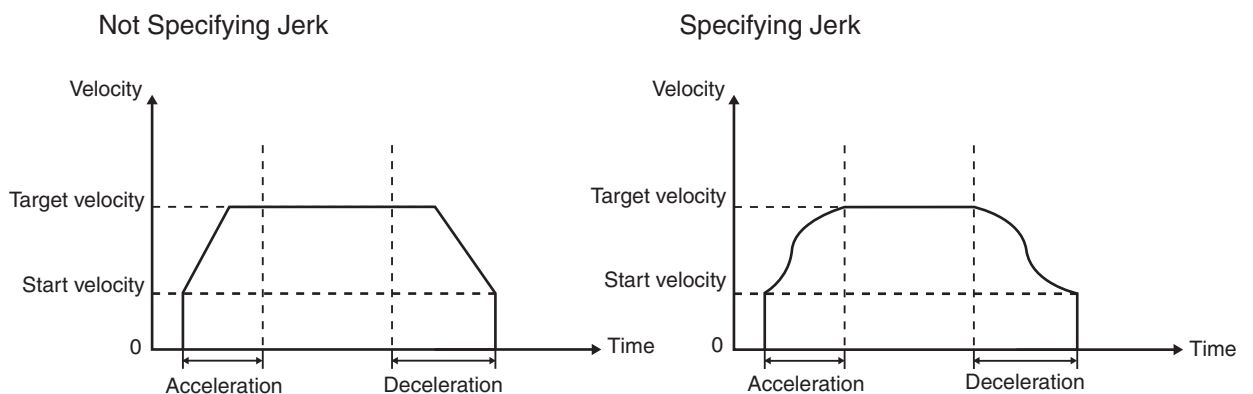 Not Specifying Jerk
Velocity
Target velocity
Start velocity
0
Time
Acceleration
Deceleration
Specifying Jerk
Velocity
Target velocity
Start velocity
0
Time
Acceleration
Deceleration